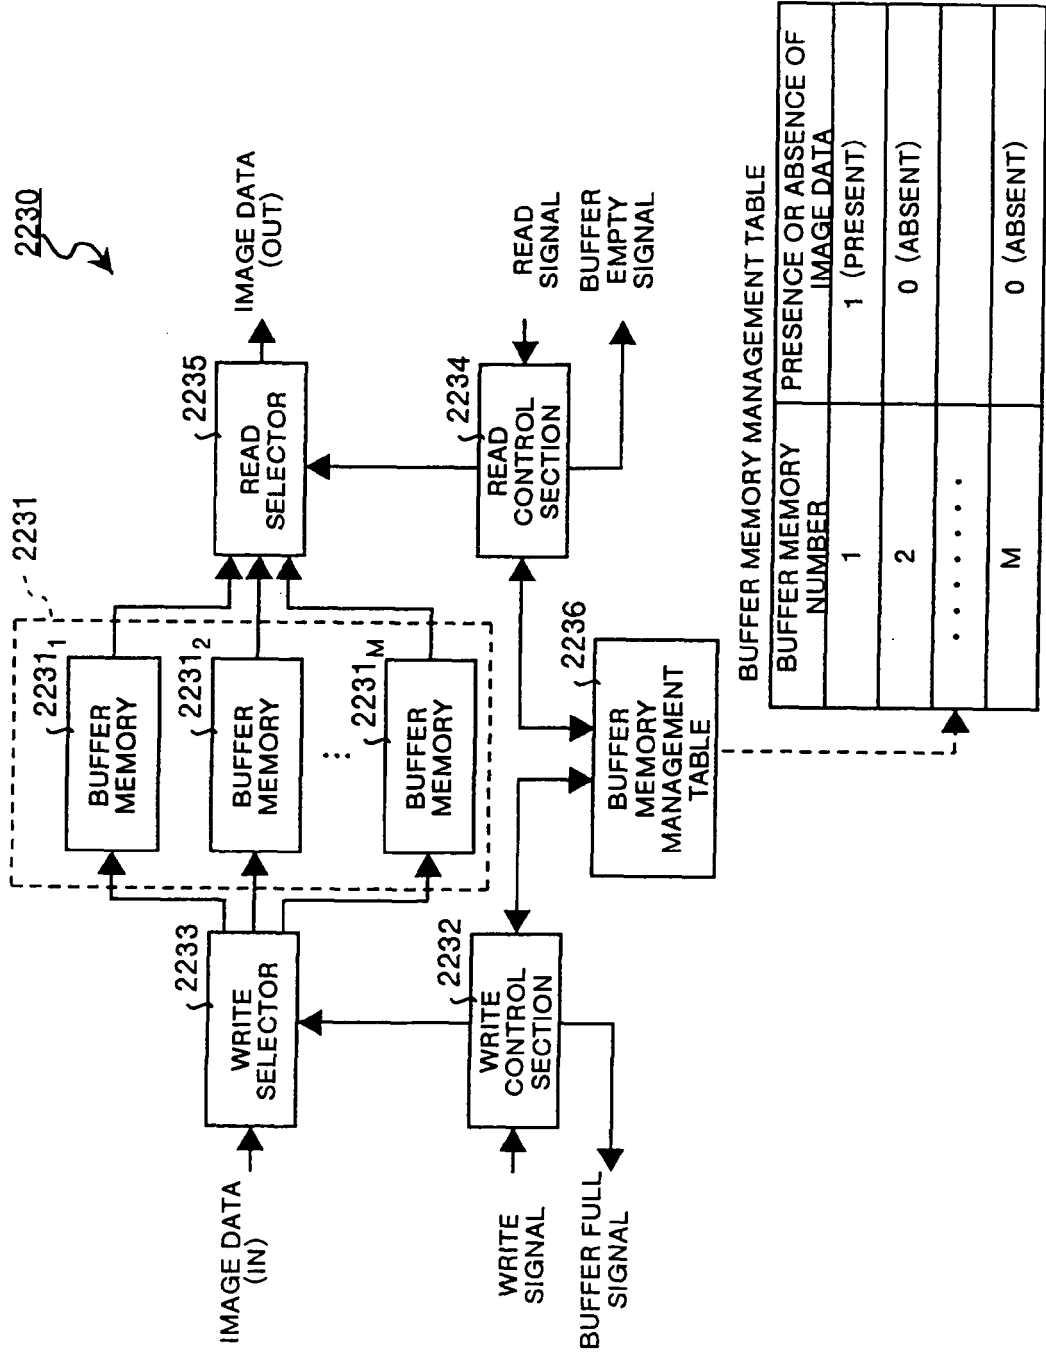 2230
2231
2231₁
BUFFER
MEMORY
2231₂
BUFFER
MEMORY
⋮
2231M
BUFFER
MEMORY
2233
WRITE
SELECTOR
2235
READ
SELECTOR
IMAGE DATA
(IN)
IMAGE DATA
(OUT)
2232
WRITE
CONTROL
SECTION
2234
READ
CONTROL
SECTION
WRITE
SIGNAL
READ
SIGNAL
BUFFER FULL
SIGNAL
BUFFER
EMPTY
SIGNAL
2236
BUFFER
MEMORY
MANAGEMENT
TABLE
BUFFER MEMORY MANAGEMENT TABLE
BUFFER MEMORY
NUMBER
PRESENCE OR ABSENCE OF
IMAGE DATA
1 1 (PRESENT)
2 0 (ABSENT)
.......
M 0 (ABSENT)